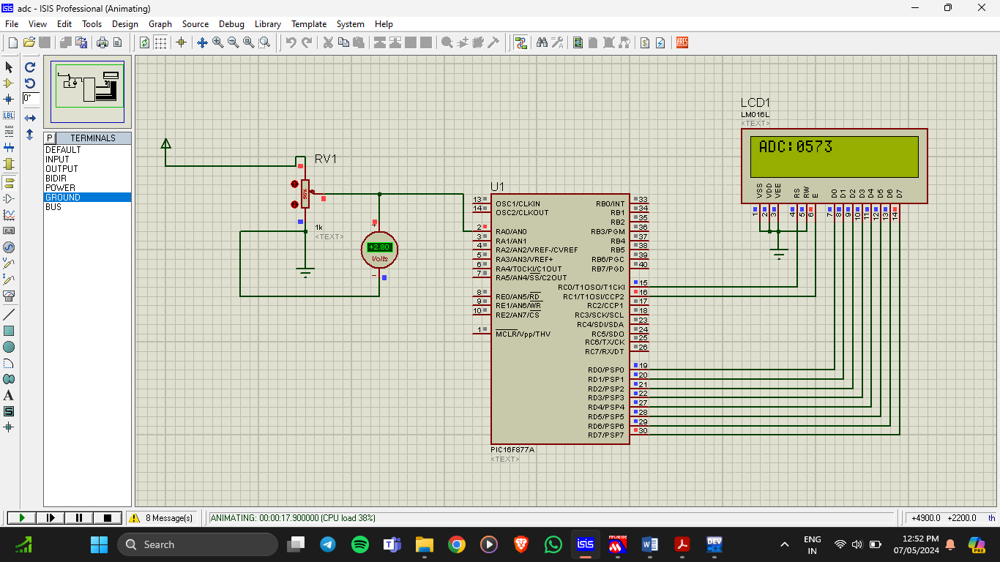 adc - ISIS Professional (Animating)
File View Edit Tools Design Graph Source Debug Library Template System Help
0°
LBL
ARES
P TERMINALS
DEFAULT
INPUT
OUTPUT
BIDIR
POWER
GROUND
BUS
A
S
RV1
56%
1k
<TEXT>
+
+2.80
Volts
−
U1
13 OSC1/CLKIN RB0/INT 33
14 OSC2/CLKOUT RB1 34
RB2 35
2 RA0/AN0 RB3/PGM 36
3 RA1/AN1 RB4 37
4 RA2/AN2/VREF-/CVREF RB5 38
5 RA3/AN3/VREF+ RB6/PGC 39
6 RA4/T0CKI/C1OUT RB7/PGD 40
7 RA5/AN4/SS/C2OUT
RC0/T1OSO/T1CKI 15
8 RE0/AN5/RD RC1/T1OSI/CCP2 16
9 RE1/AN6/WR RC2/CCP1 17
10 RE2/AN7/CS RC3/SCK/SCL 18
RC4/SDI/SDA 23
1 MCLR/Vpp/THV RC5/SDO 24
RC6/TX/CK 25
RC7/RX/DT 26
RD0/PSP0 19
RD1/PSP1 20
RD2/PSP2 21
RD3/PSP3 22
RD4/PSP4 27
RD5/PSP5 28
RD6/PSP6 29
RD7/PSP7 30
PIC16F877A
<TEXT>
LCD1
LM016L
<TEXT>
ADC:0573
VSS VDD VEE RS RW E D0 D1 D2 D3 D4 D5 D6 D7
1 2 3 4 5 6 7 8 9 10 11 12 13 14
8 Message(s) ANIMATING: 00:00:17.900000 (CPU load 38%) +4900.0 +2200.0 th
Search
isis
MPLAB IDE
DEV
PRE
ENG
IN
12:52 PM
07/05/2024